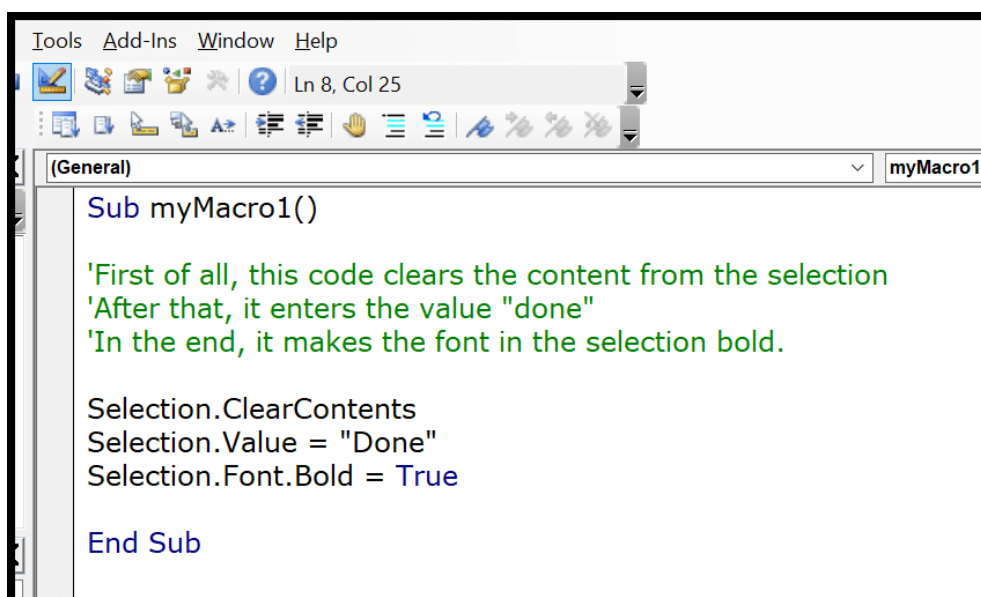 Tools Add-Ins Window Help
Ln 8, Col 25
(General) myMacro1
Sub myMacro1()
'First of all, this code clears the content from the selection
'After that, it enters the value "done"
'In the end, it makes the font in the selection bold.
Selection.ClearContents
Selection.Value = "Done"
Selection.Font.Bold = True
End Sub